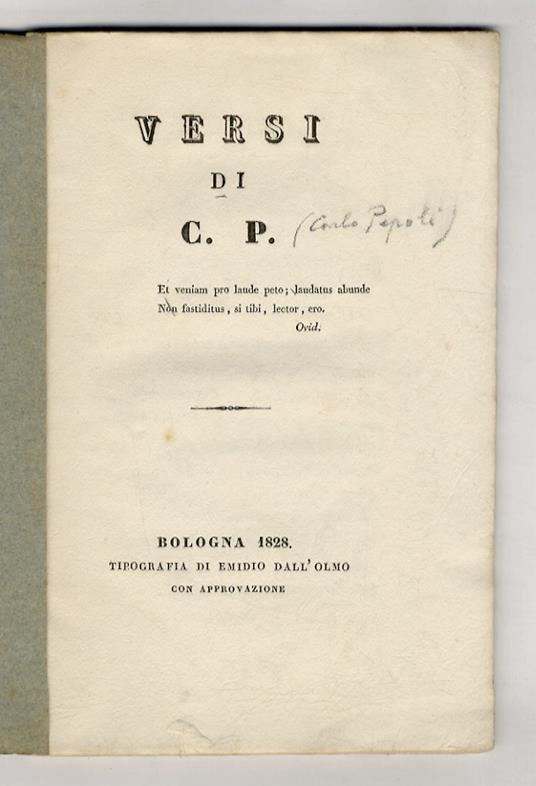 VERSI
DI
C. P. (Carlo Pepoli)
Et veniam pro laude peto; laudatus abunde
Non fastiditus, si tibi, lector, ero.
Ovid.
BOLOGNA 1828.
TIPOGRAFIA DI EMIDIO DALL'OLMO
CON APPROVAZIONE